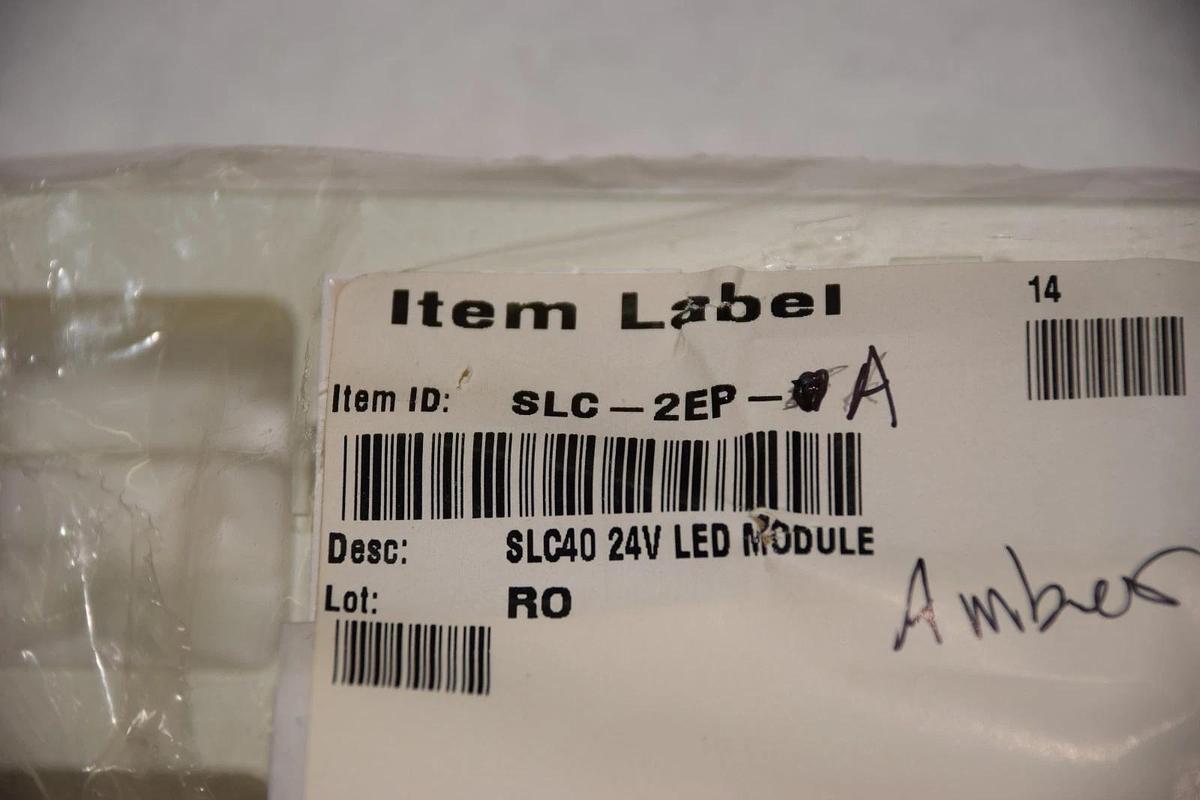 Item Label
14
Item ID: SLC-2EP- A
Desc: SLC40 24V LED MODULE
Amber
Lot: RO